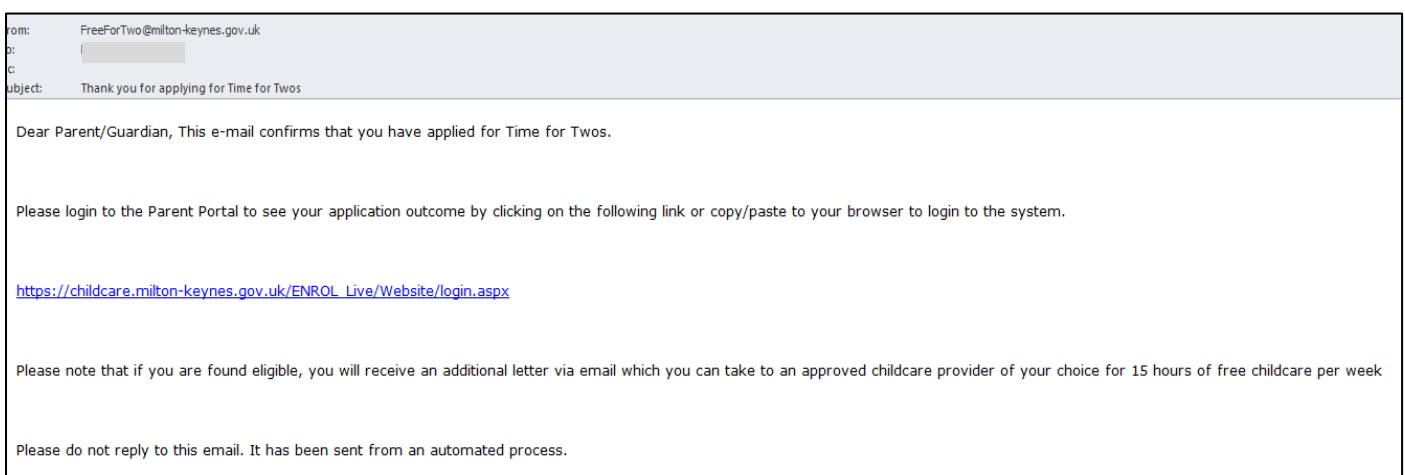 rom: FreeForTwo@milton-keynes.gov.uk
o:
c:
ubject: Thank you for applying for Time for Twos
Dear Parent/Guardian, This e-mail confirms that you have applied for Time for Twos.
Please login to the Parent Portal to see your application outcome by clicking on the following link or copy/paste to your browser to login to the system.
https://childcare.milton-keynes.gov.uk/ENROL_Live/Website/login.aspx
Please note that if you are found eligible, you will receive an additional letter via email which you can take to an approved childcare provider of your choice for 15 hours of free childcare per week
Please do not reply to this email. It has been sent from an automated process.